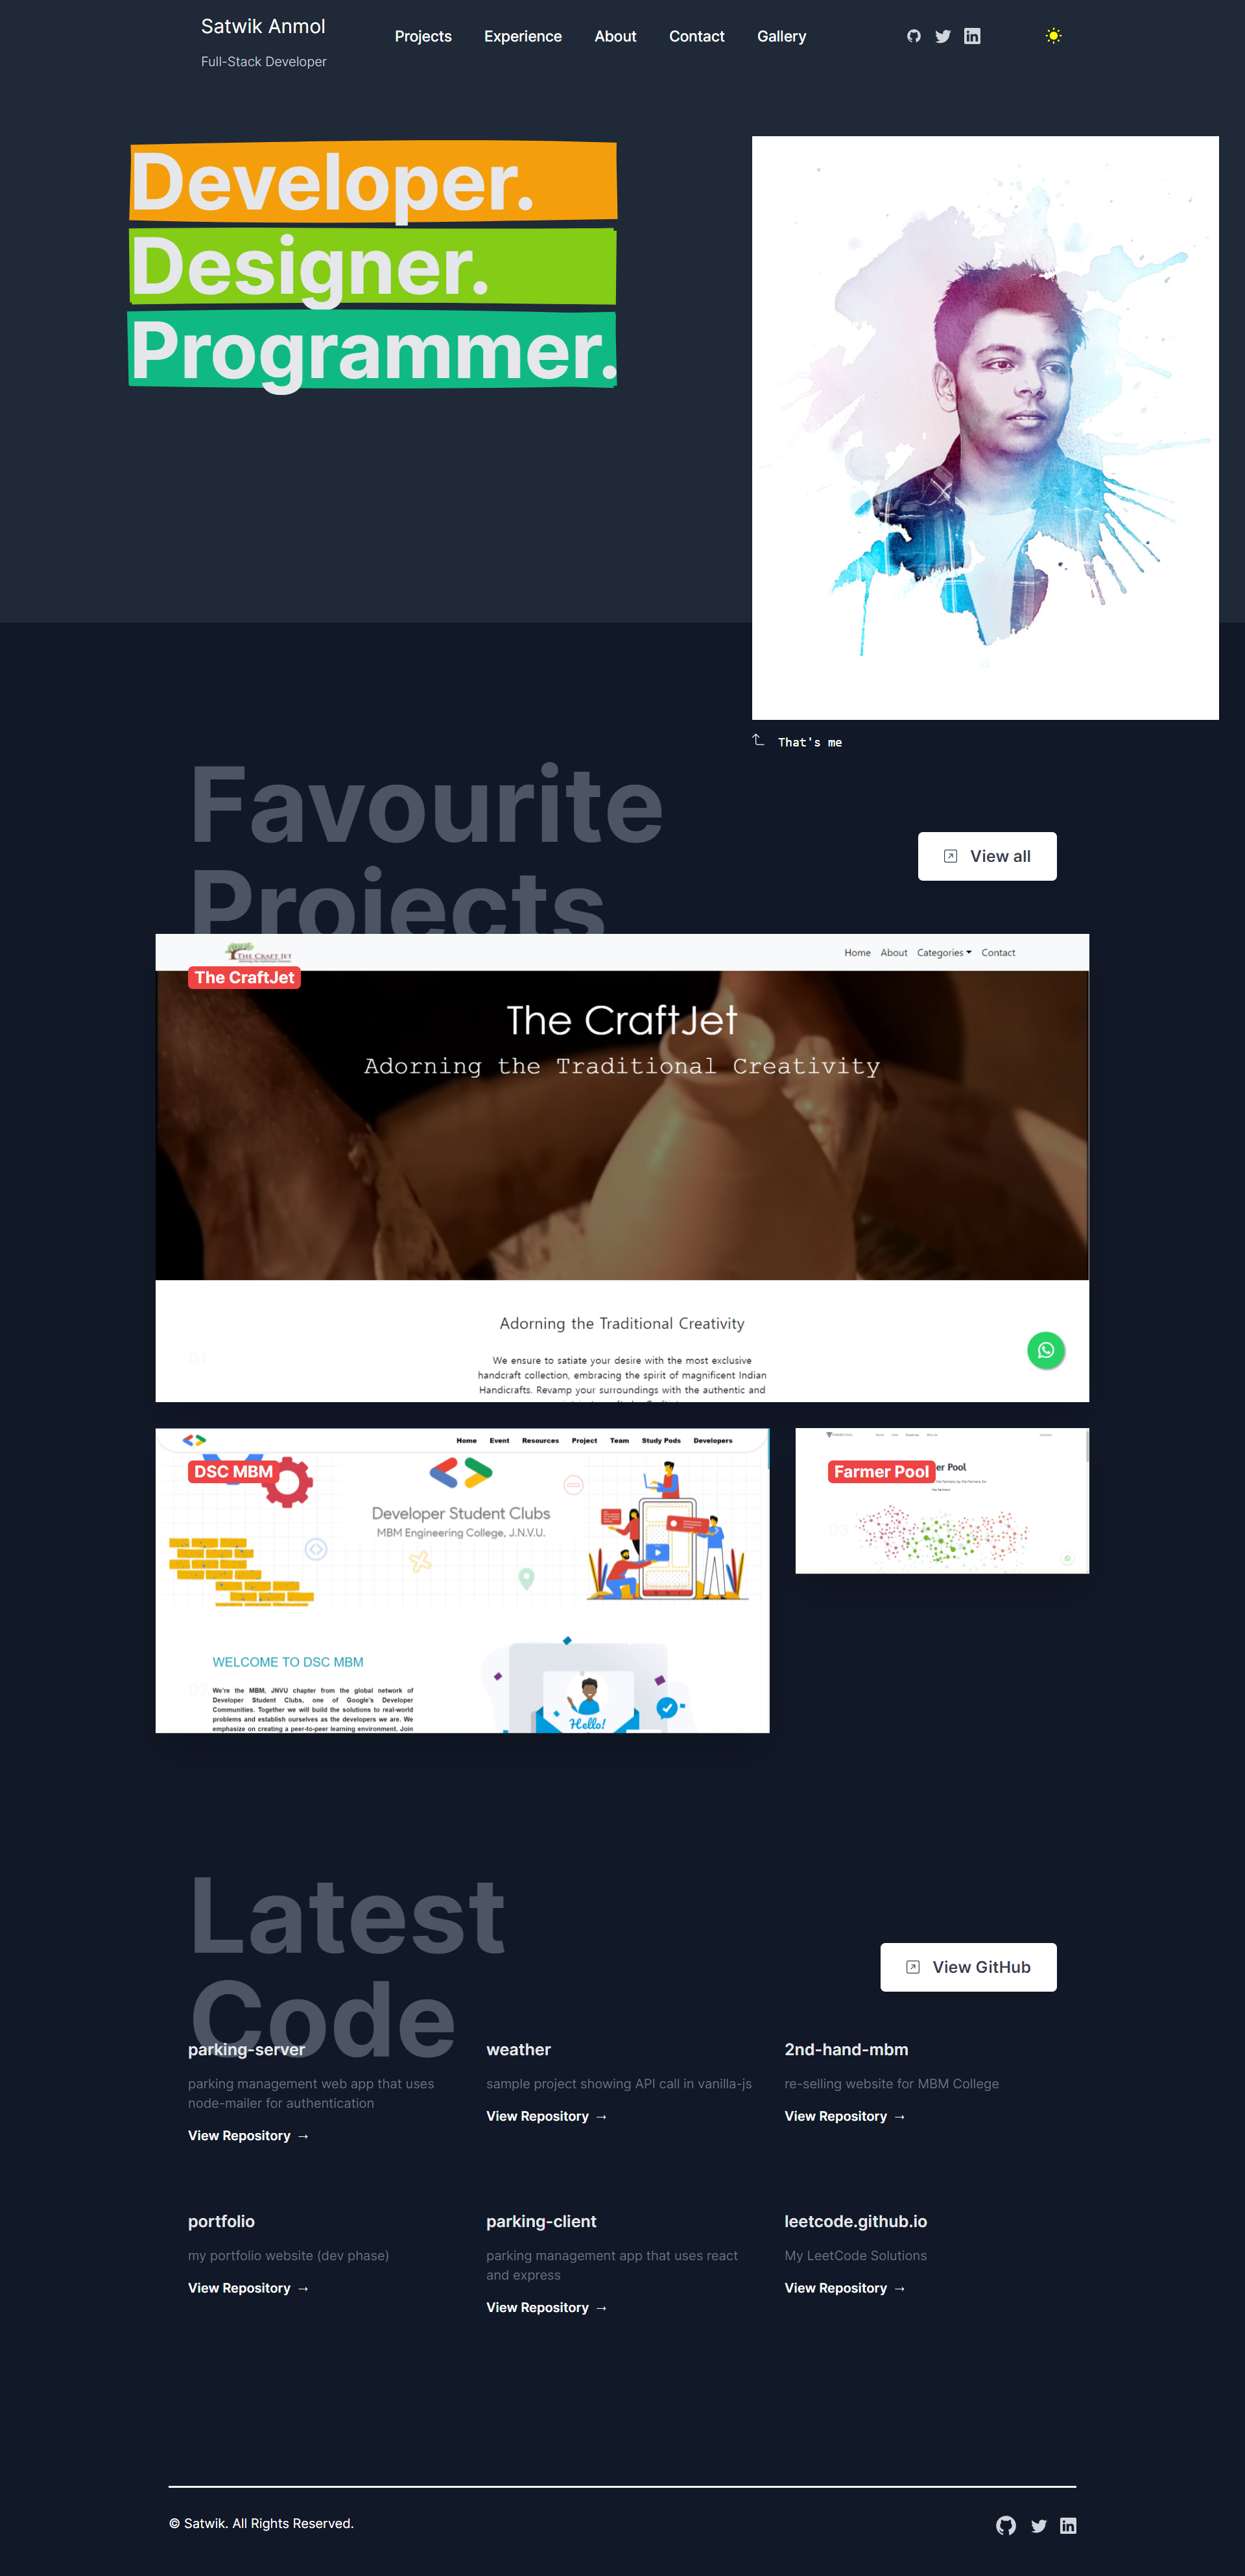 Satwik Anmol
Full-Stack Developer
Projects Experience About Contact Gallery
Developer.
Designer.
Programmer.
That's me
Favourite
Projects
View all
THE CRAFT JET
Home About Categories Contact
The CraftJet
The CraftJet
Adorning the Traditional Creativity
Adorning the Traditional Creativity
We ensure to satiate your desire with the most exclusive
handcraft collection, embracing the spirit of magnificent Indian
Handicrafts. Revamp your surroundings with the authentic and
01
Home Event Resources Project Team Study Pods Developers
DSC MBM
Developer Student Clubs
MBM Engineering College, J.N.V.U.
WELCOME TO DSC MBM
02
We're the MBM, JNVU chapter from the global network of
Developer Student Clubs, one of Google's Developer
Communities. Together we will build the solutions to real-world
problems and establish ourselves as the developers we are. We
emphasize on creating a peer-to-peer learning environment. Join
Hello!
Farmer Pool
er Pool
03
Latest
Code
View GitHub
parking-server
parking management web app that uses
node-mailer for authentication
View Repository →
weather
sample project showing API call in vanilla-js
View Repository →
2nd-hand-mbm
re-selling website for MBM College
View Repository →
portfolio
my portfolio website (dev phase)
View Repository →
parking-client
parking management app that uses react
and express
View Repository →
leetcode.github.io
My LeetCode Solutions
View Repository →
© Satwik. All Rights Reserved.